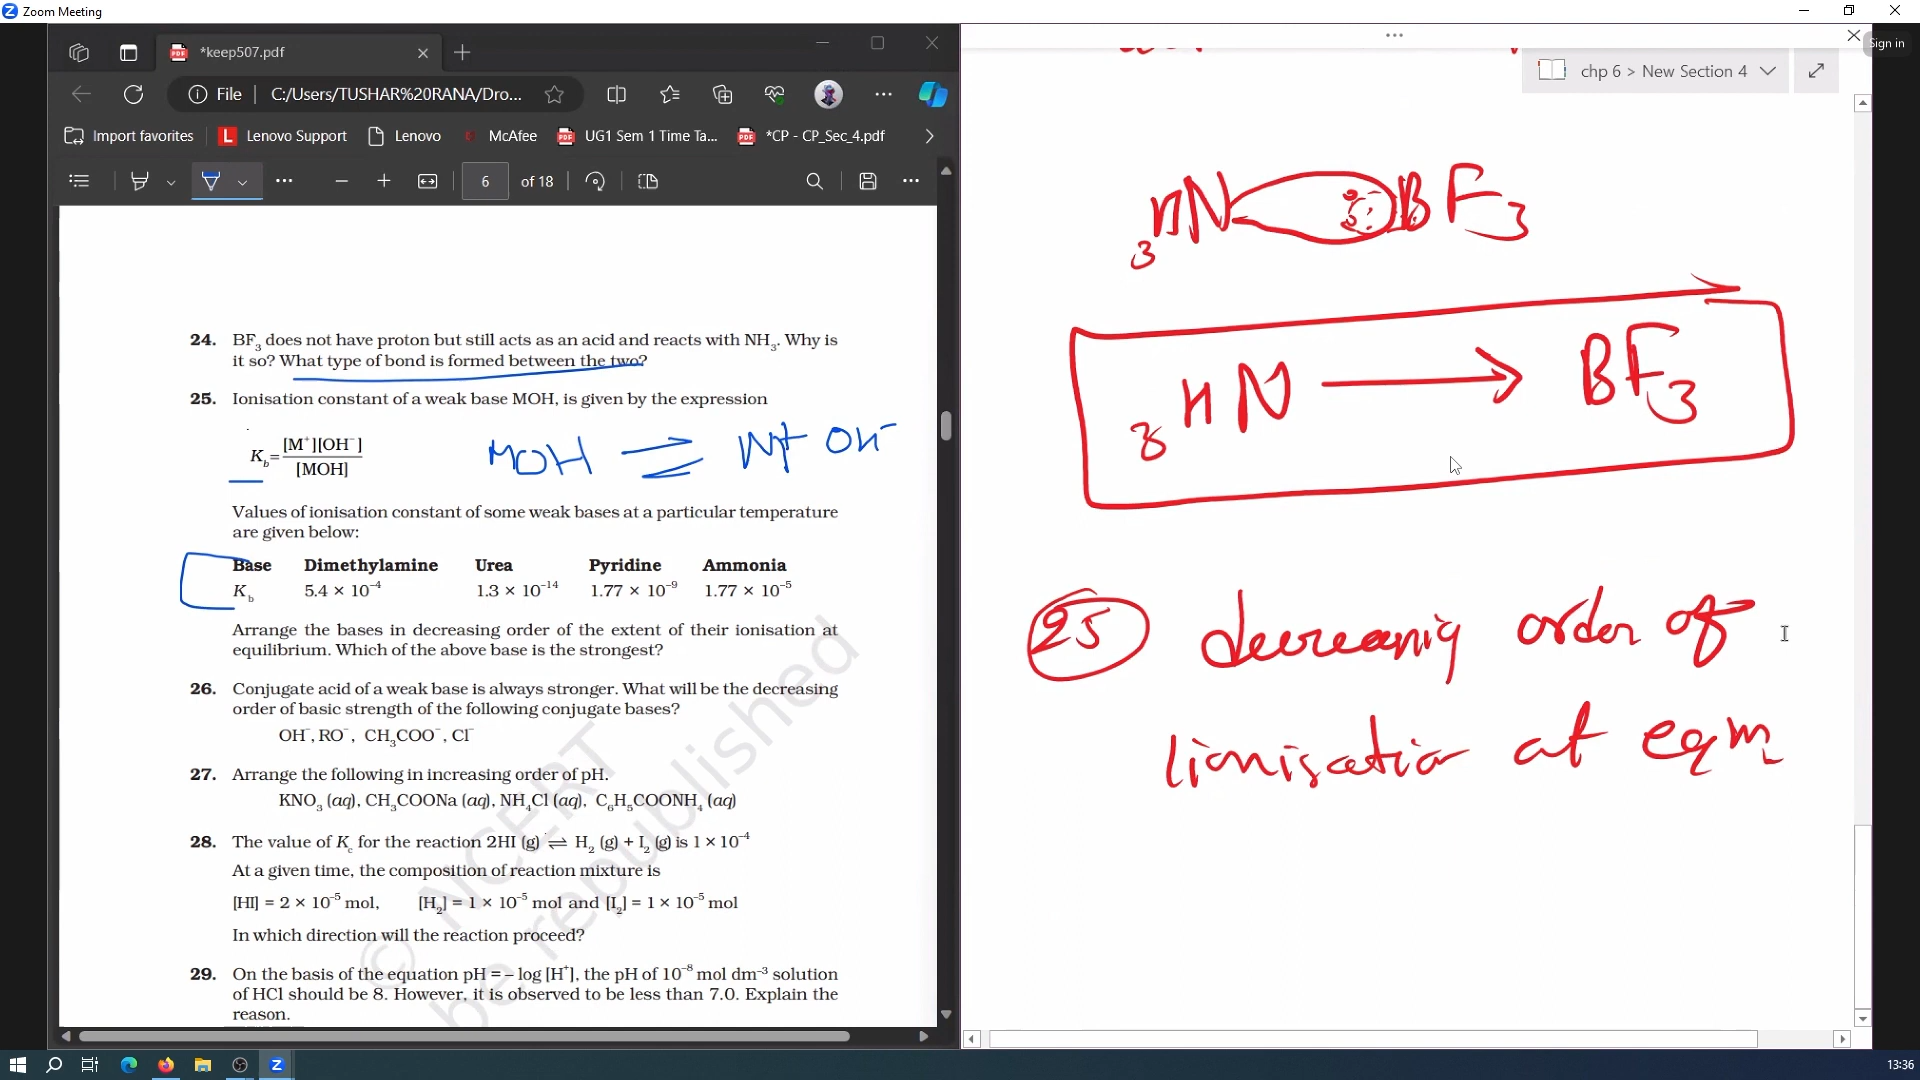 Zoom Meeting
*keep507.pdf
Sign in
File | C:/Users/TUSHAR%20RANA/Dro...
Import favorites
Lenovo Support
Lenovo
McAfee
UG1 Sem 1 Time Ta...
*CP - CP_Sec_4.pdf
6 of 18
24. BF3 does not have proton but still acts as an acid and reacts with NH3. Why is
it so? What type of bond is formed between the two?
25. Ionisation constant of a weak base MOH, is given by the expression
Kb = [M+][OH–] / [MOH]
MOH ⇌ M+ OH-
Values of ionisation constant of some weak bases at a particular temperature
are given below:
Base Dimethylamine Urea Pyridine Ammonia
Kb 5.4 × 10–4 1.3 × 10–14 1.77 × 10–9 1.77 × 10–5
Arrange the bases in decreasing order of the extent of their ionisation at
equilibrium. Which of the above base is the strongest?
26. Conjugate acid of a weak base is always stronger. What will be the decreasing
order of basic strength of the following conjugate bases?
OH–, RO–, CH3COO–, Cl–
27. Arrange the following in increasing order of pH.
KNO3 (aq), CH3COONa (aq), NH4Cl (aq), C6H5COONH4 (aq)
28. The value of Kc for the reaction 2HI (g) ⇌ H2 (g) + I2 (g) is 1 × 10–4
At a given time, the composition of reaction mixture is
[HI] = 2 × 10–5 mol, [H2] = 1 × 10–5 mol and [I2] = 1 × 10–5 mol
In which direction will the reaction proceed?
29. On the basis of the equation pH = – log [H+], the pH of 10–8 mol dm–3 solution
of HCl should be 8. However, it is observed to be less than 7.0. Explain the
reason.
© NCERT
be republished
chp 6 > New Section 4
3HN BF3
3HN → BF3
25 decreasing order of
ionisation at eqm
13:36